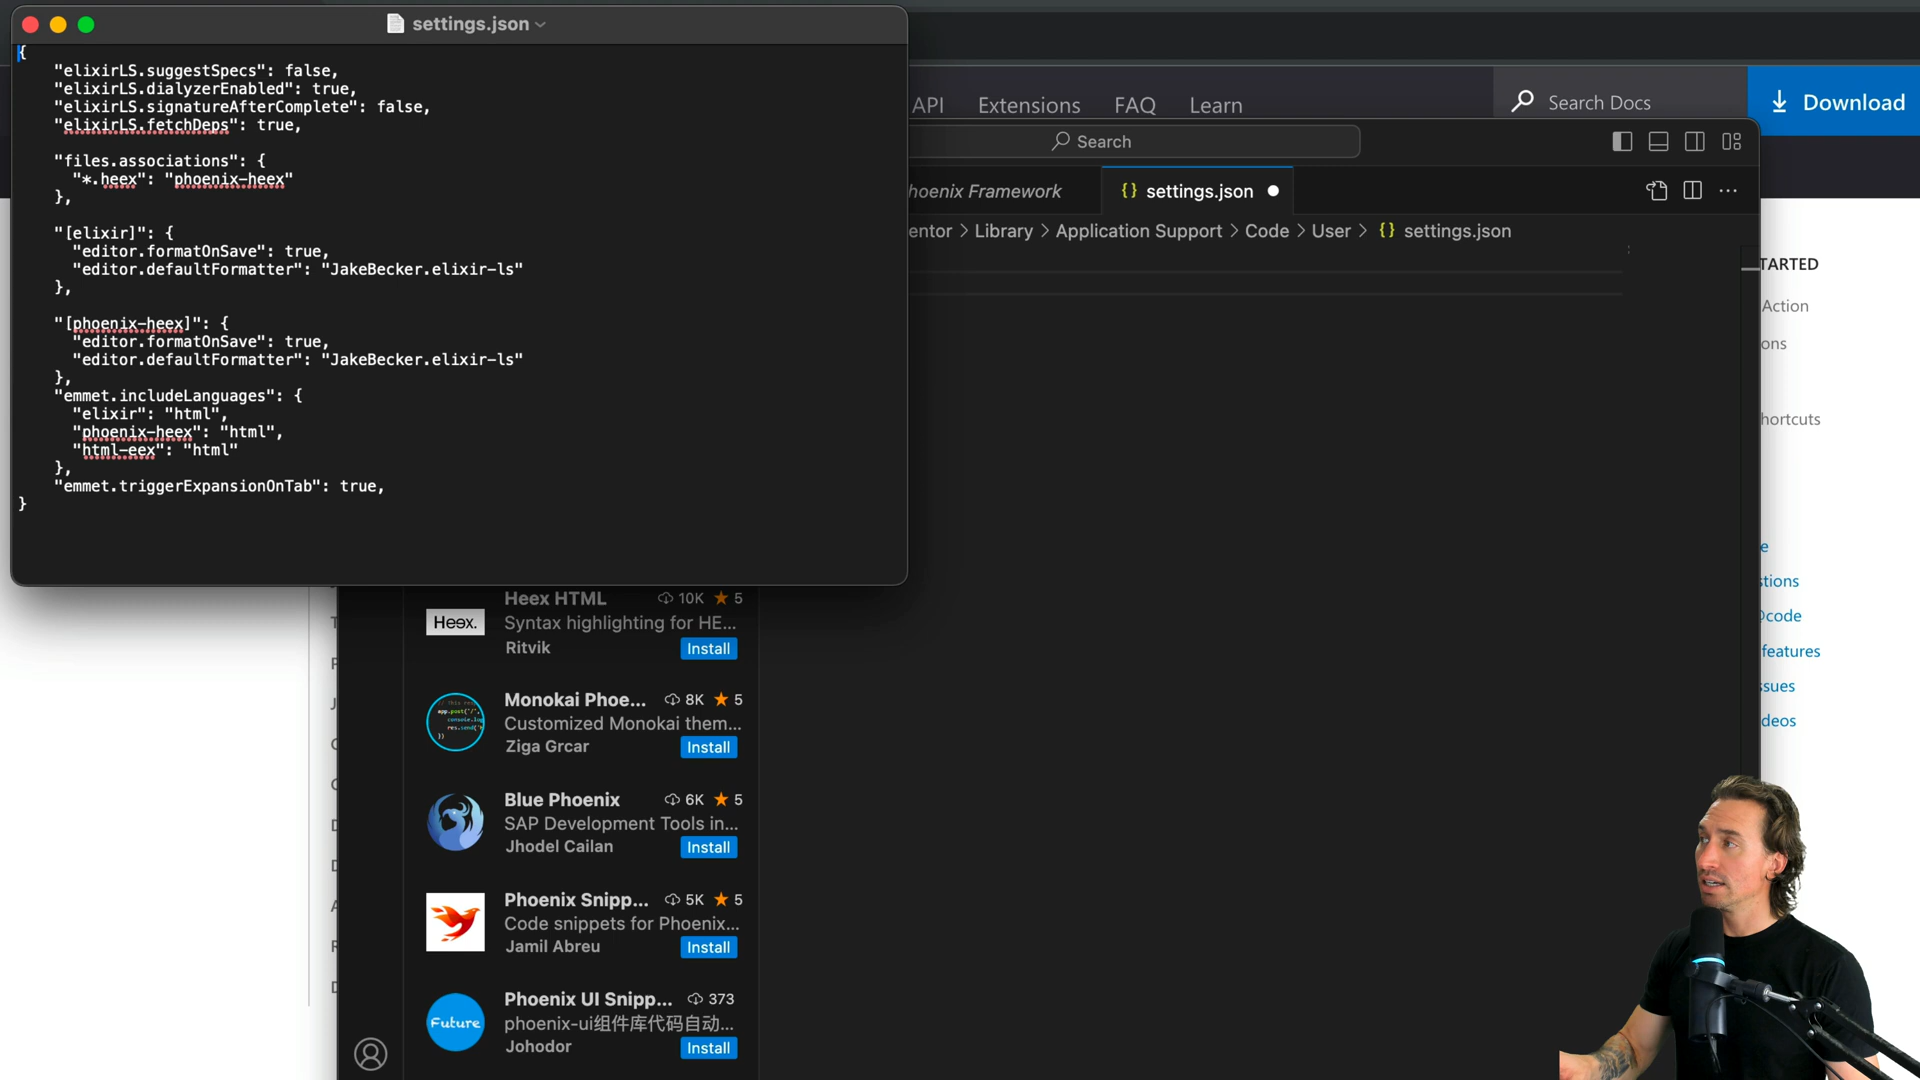 settings.json
{
"elixirLS.suggestSpecs": false,
"elixirLS.dialyzerEnabled": true,
"elixirLS.signatureAfterComplete": false,
"elixirLS.fetchDeps": true,
"files.associations": {
"*.heex": "phoenix-heex"
},
"[elixir]": {
"editor.formatOnSave": true,
"editor.defaultFormatter": "JakeBecker.elixir-ls"
},
"[phoenix-heex]": {
"editor.formatOnSave": true,
"editor.defaultFormatter": "JakeBecker.elixir-ls"
},
"emmet.includeLanguages": {
"elixir": "html",
"phoenix-heex": "html",
"html-eex": "html"
},
"emmet.triggerExpansionOnTab": true,
}
API Extensions FAQ Learn
Search Docs
Download
Search
hoenix Framework
{} settings.json
entor > Library > Application Support > Code > User > {} settings.json
TARTED
Action
ons
hortcuts
e
stions
code
features
sues
deos
Heex.
Heex HTML 10K ★ 5
Syntax highlighting for HE...
Ritvik Install
Monokai Phoe... 8K ★ 5
Customized Monokai them...
Ziga Grcar Install
Blue Phoenix 6K ★ 5
SAP Development Tools in...
Jhodel Cailan Install
Phoenix Snipp... 5K ★ 5
Code snippets for Phoenix...
Jamil Abreu Install
Future
Phoenix UI Snipp... 373
phoenix-ui组件库代码自动...
Johodor Install